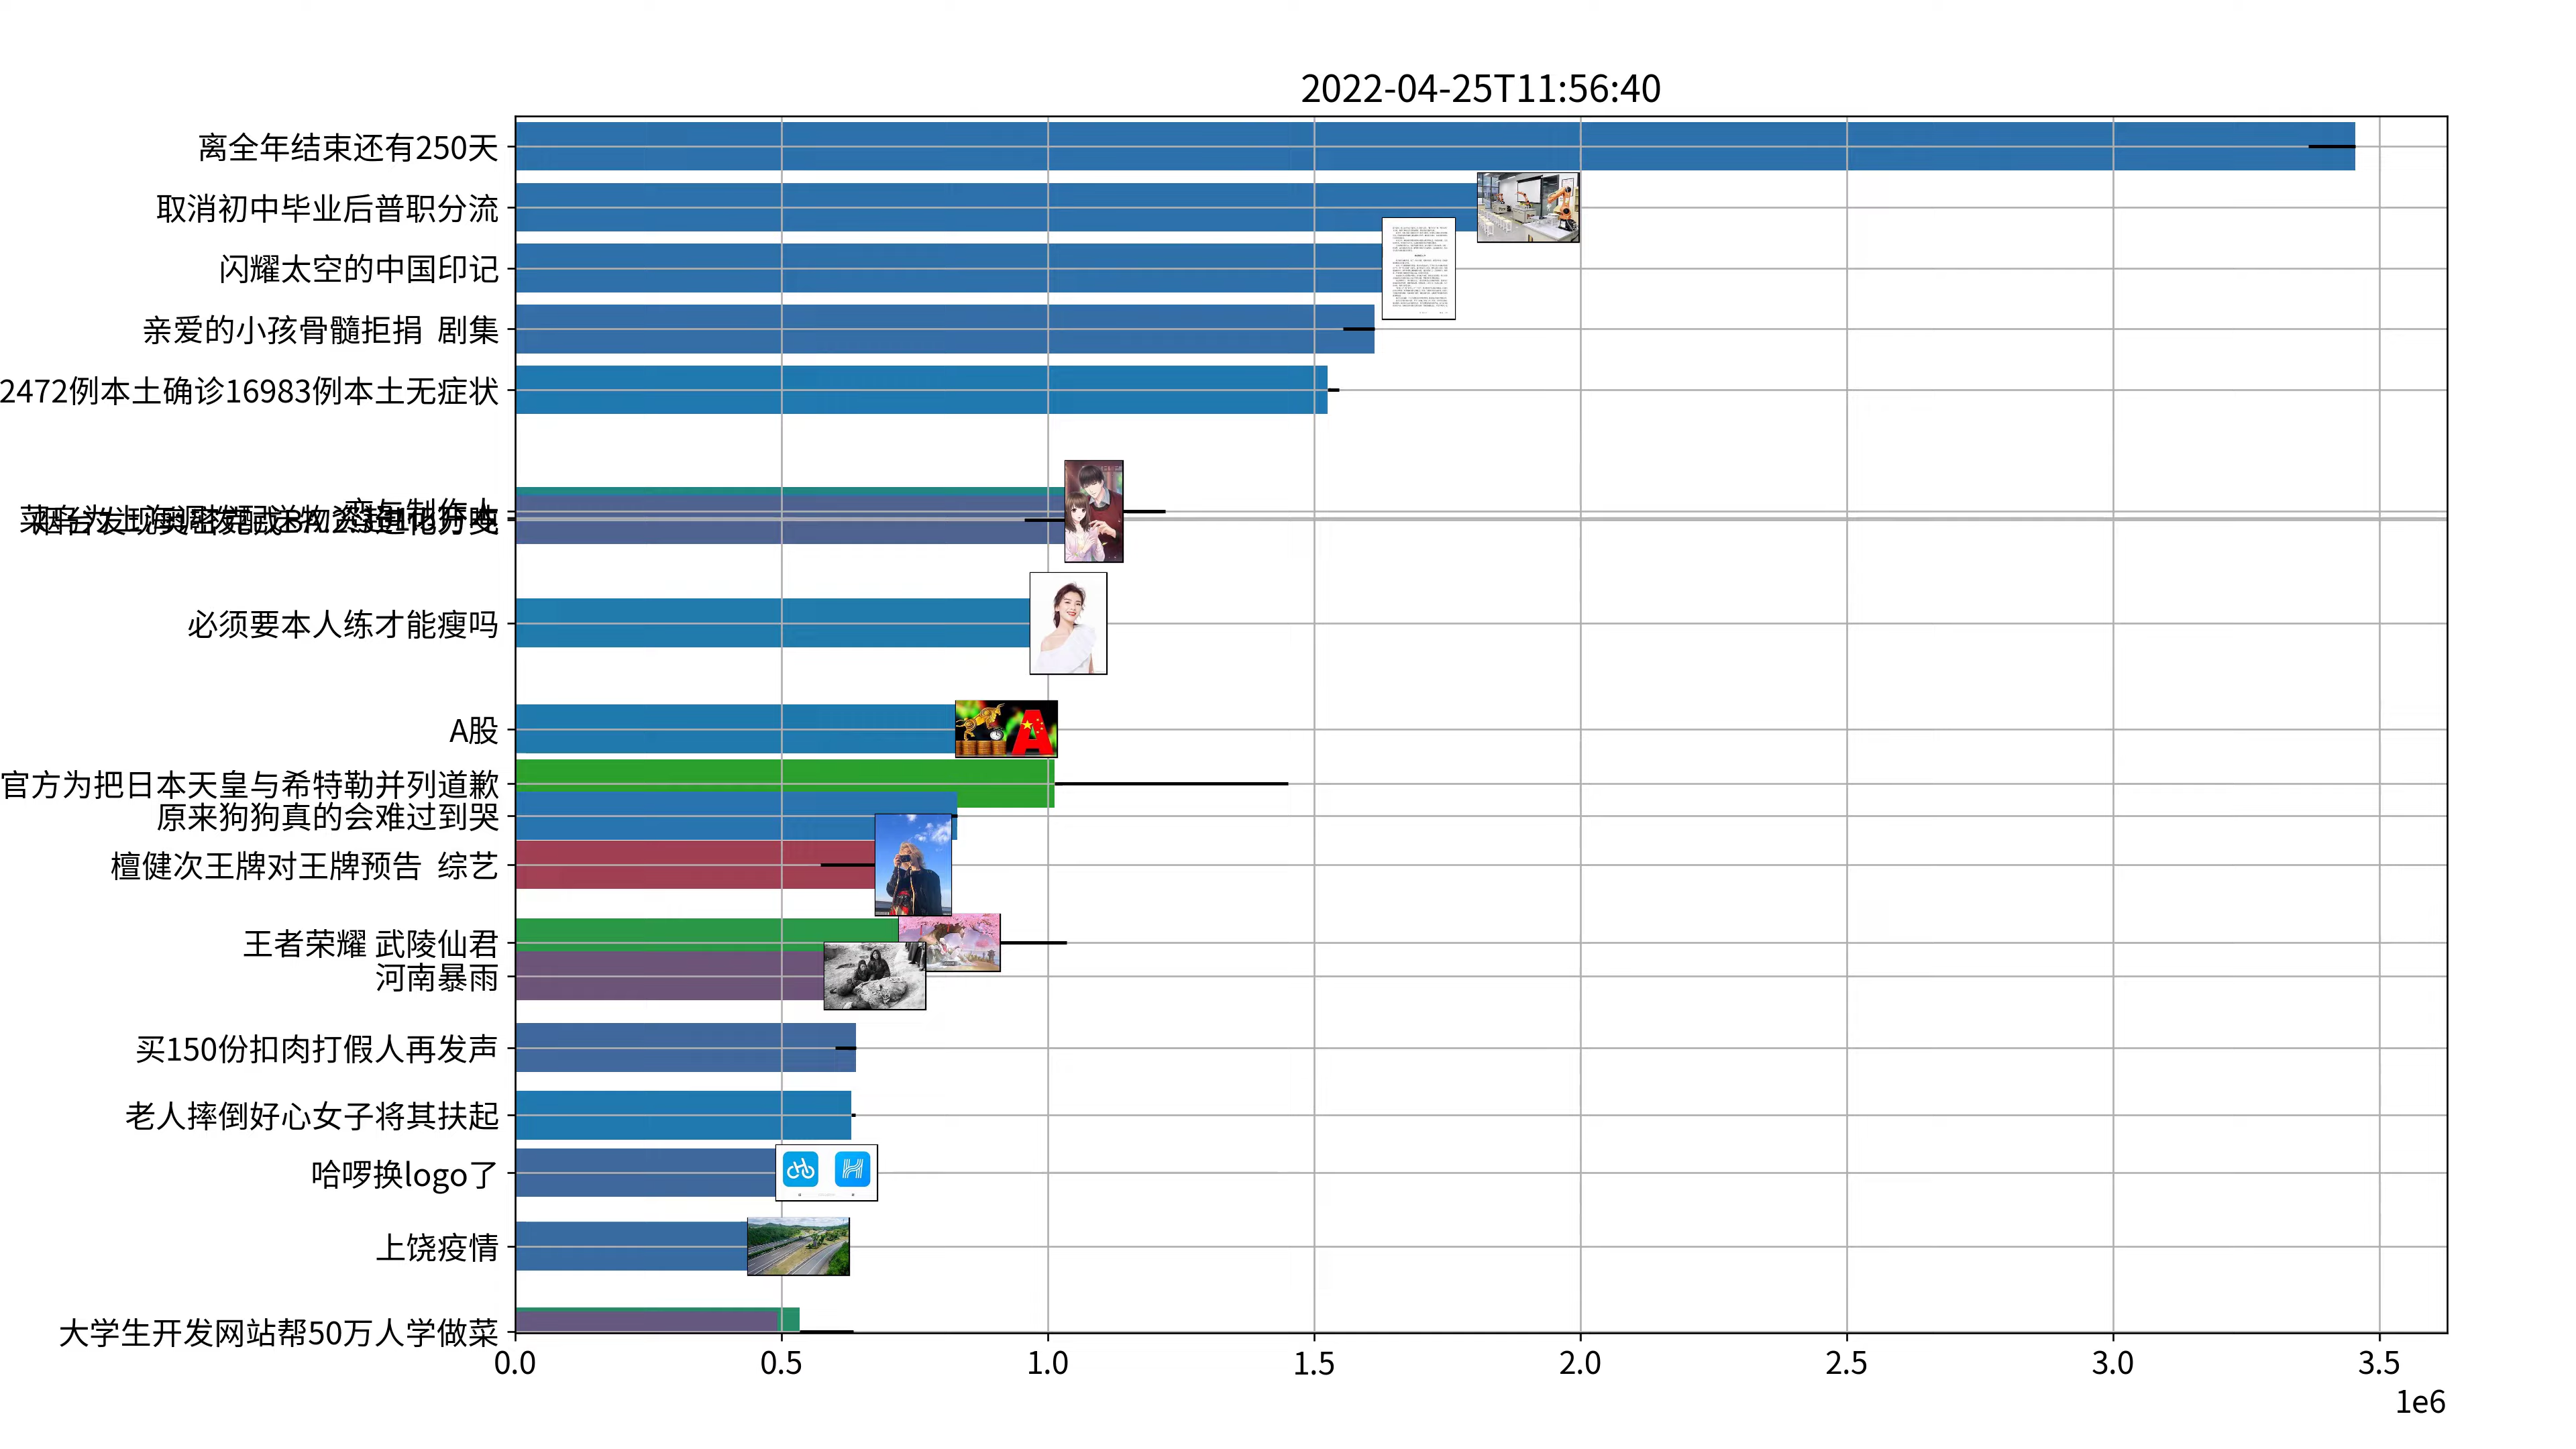 2022-04-25T11:56:40
离全年结束还有250天
取消初中毕业后普职分流
闪耀太空的中国印记
亲爱的小孩骨髓拒捐 剧集
2472例本土确诊16983例本土无症状
必须要本人练才能瘦吗
A股
官方为把日本天皇与希特勒并列道歉
原来狗狗真的会难过到哭
檀健次王牌对王牌预告 综艺
王者荣耀 武陵仙君
河南暴雨
买150份扣肉打假人再发声
老人摔倒好心女子将其扶起
哈啰换logo了
上饶疫情
大学生开发网站帮50万人学做菜
0.0 0.5 1.0 1.5 2.0 2.5 3.0 3.5
1e6